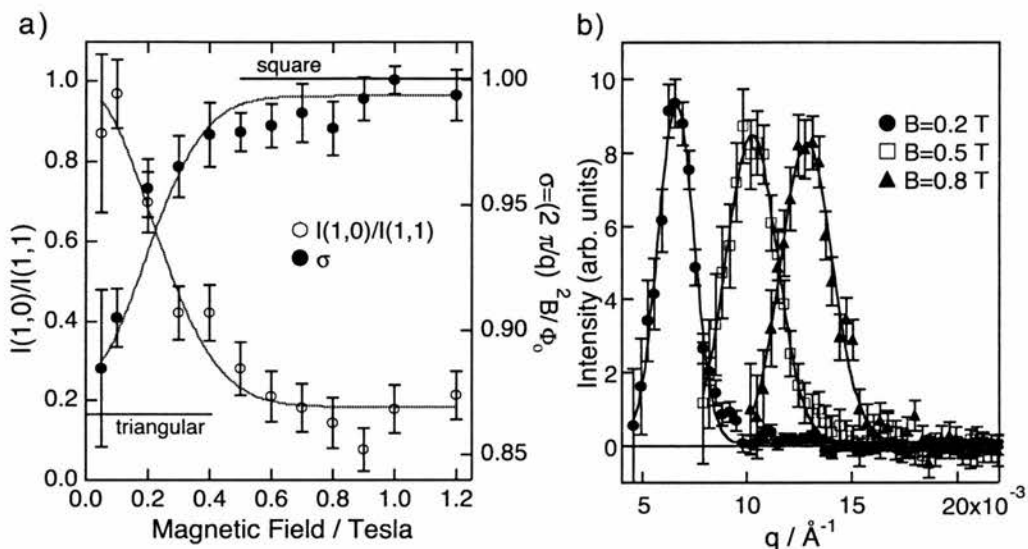 a)
1.0
0.8
0.6
0.4
0.2
0.0
I(1,0)/I(1,1)
square
triangular
I(1,0)/I(1,1)
σ
1.00
0.95
0.90
0.85
σ=(2 π/q)² B/Φ₀
0.0 0.2 0.4 0.6 0.8 1.0 1.2
Magnetic Field / Tesla
b)
10
8
6
4
2
0
Intensity (arb. units)
B=0.2 T
B=0.5 T
B=0.8 T
5 10 15 20x10⁻³
q / Å⁻¹